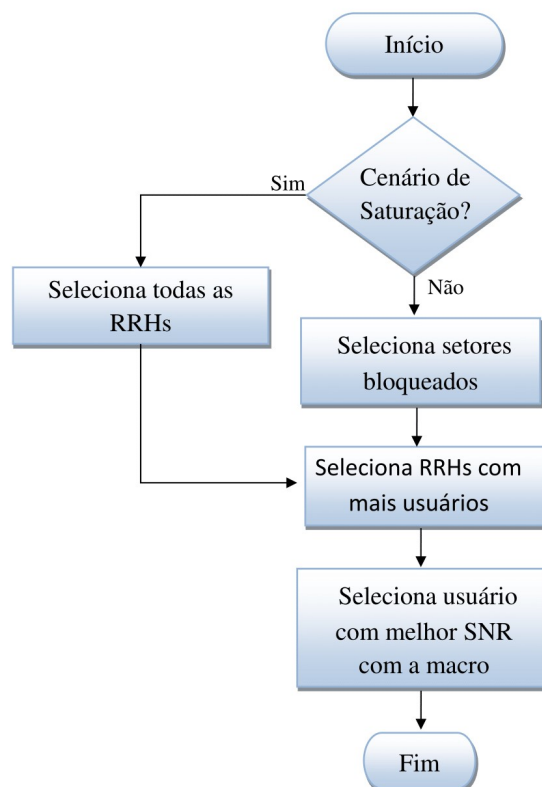 Início
Cenário de
Saturação?
Sim
Não
Seleciona todas as
RRHs
Seleciona setores
bloqueados
Seleciona RRHs com
mais usuários
Seleciona usuário
com melhor SNR
com a macro
Fim